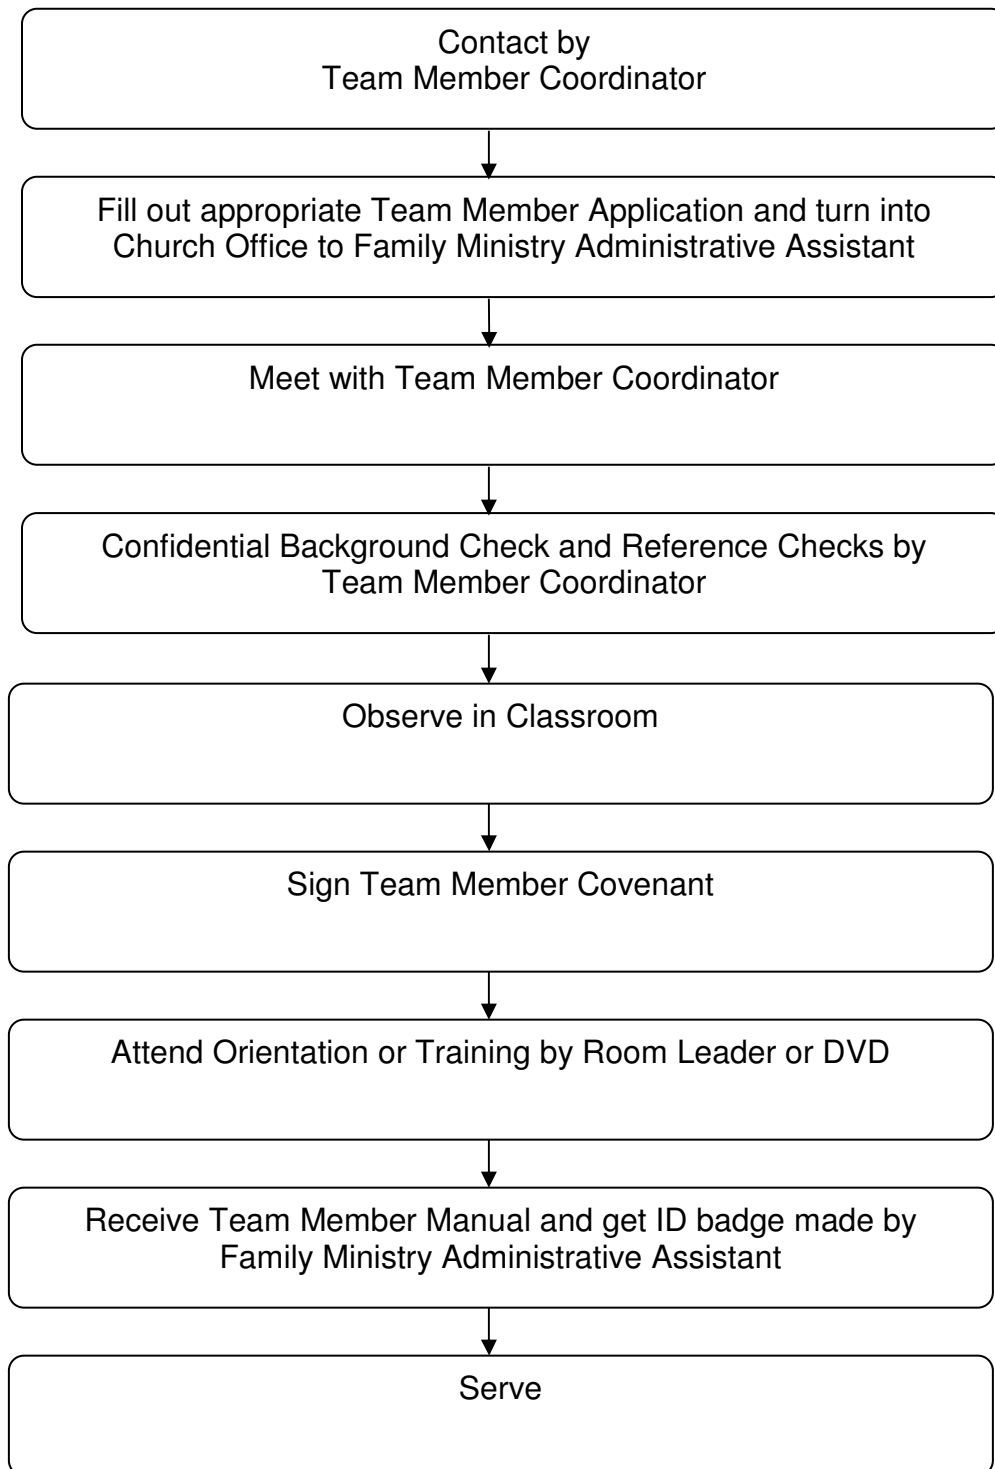 Contact by
Team Member Coordinator
Fill out appropriate Team Member Application and turn into
Church Office to Family Ministry Administrative Assistant
Meet with Team Member Coordinator
Confidential Background Check and Reference Checks by
Team Member Coordinator
Observe in Classroom
Sign Team Member Covenant
Attend Orientation or Training by Room Leader or DVD
Receive Team Member Manual and get ID badge made by
Family Ministry Administrative Assistant
Serve